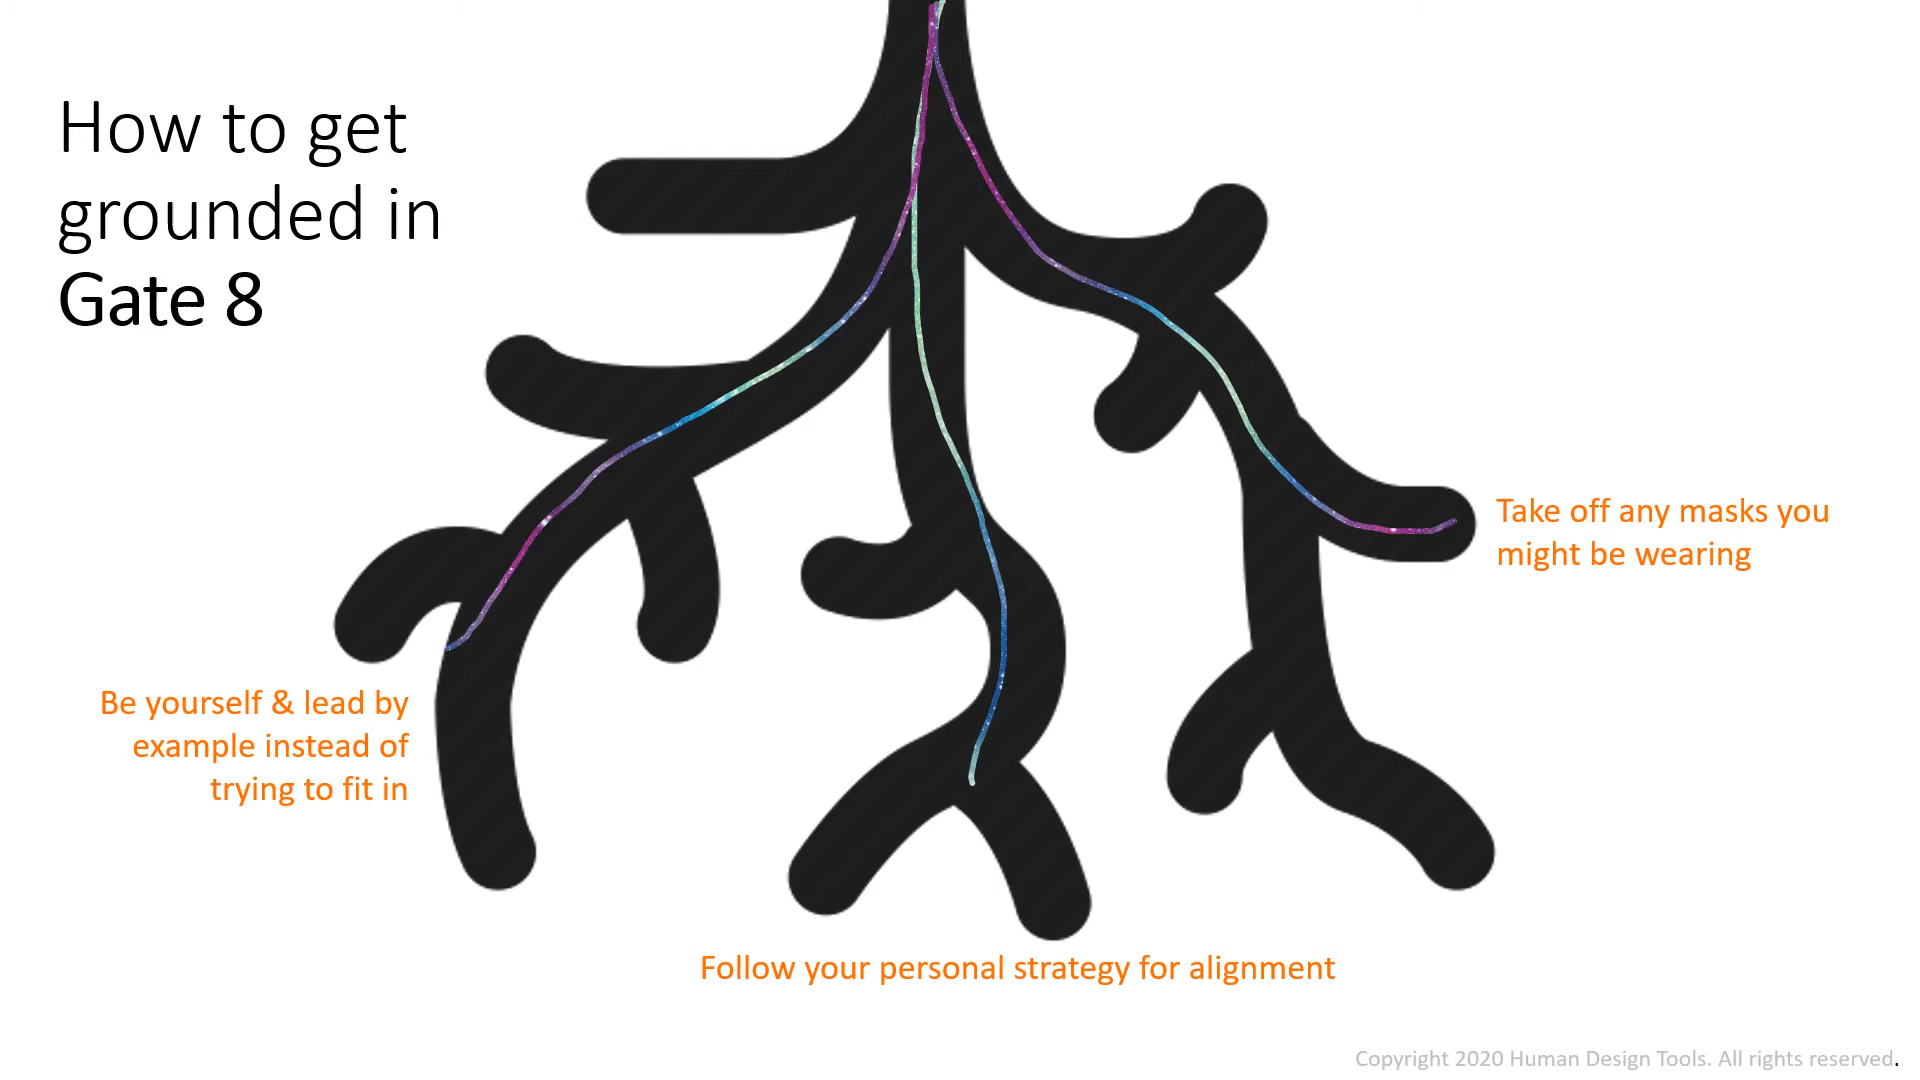 How to get
grounded in
Gate 8
Take off any masks you
might be wearing
Be yourself & lead by
example instead of
trying to fit in
Follow your personal strategy for alignment
Copyright 2020 Human Design Tools. All rights reserved.